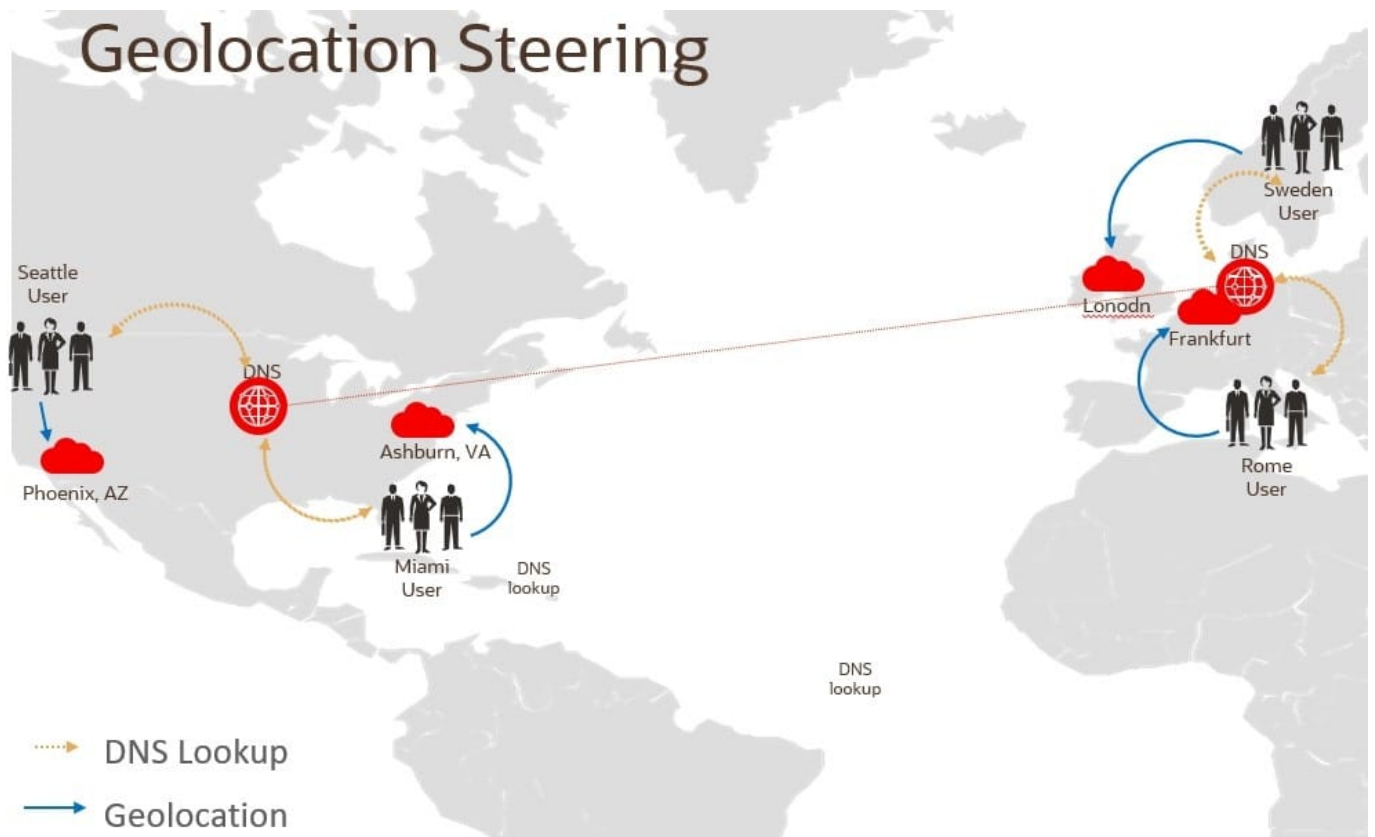 Geolocation Steering
Sweden
User
DNS
Seattle
User
Lonodn
Frankfurt
DNS
Ashburn, VA
Rome
User
Phoenix, AZ
Miami
User
DNS
lookup
DNS
lookup
DNS Lookup
Geolocation